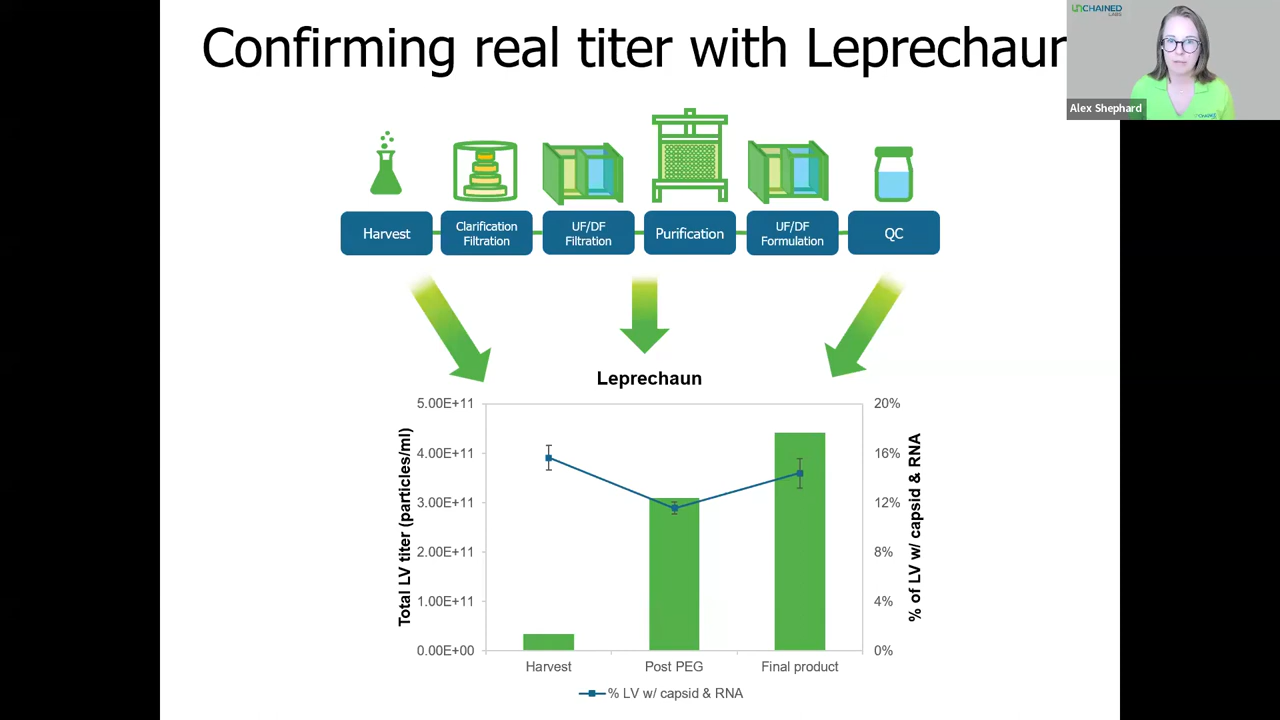 Confirming real titer with Leprechaun
UNCHAINED
LABS
Alex Shephard
Harvest
Clarification
Filtration
UF/DF
Filtration
Purification
UF/DF
Formulation
QC
Leprechaun
Total LV titer (particles/ml)
5.00E+11
4.00E+11
3.00E+11
2.00E+11
1.00E+11
0.00E+00
20%
16%
12%
8%
4%
0%
% of LV w/ capsid & RNA
Harvest
Post PEG
Final product
% LV w/ capsid & RNA